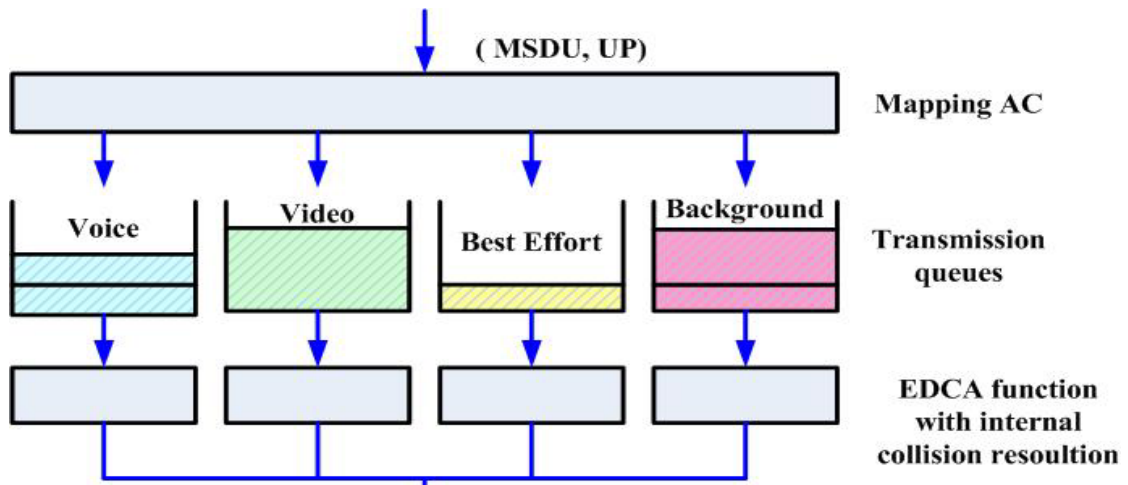 ( MSDU, UP)
Mapping AC
Voice
Video
Best Effort
Background
Transmission
queues
EDCA function
with internal
collision resoultion